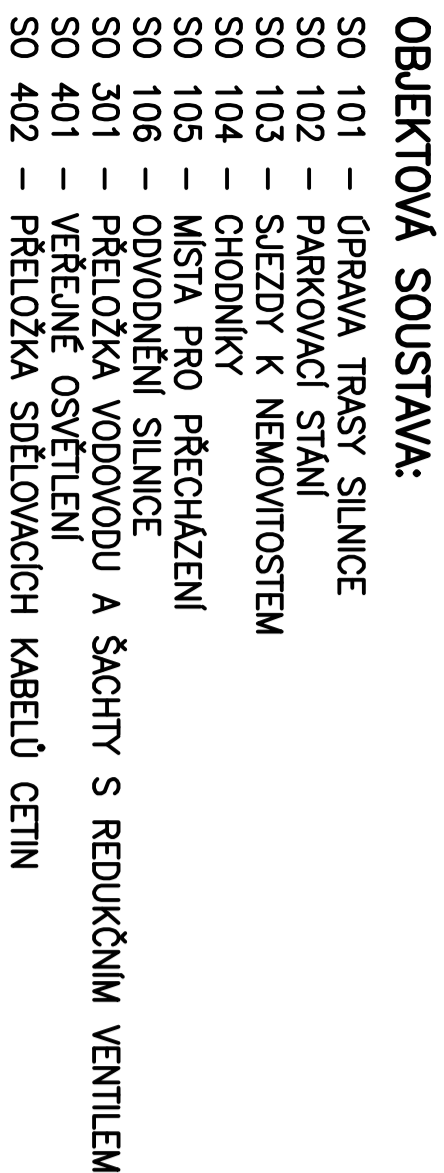 OBJEKTOVÁ SOUSTAVA:
SO 101 – ÚPRAVA TRASY SILNICE
SO 102 – PARKOVACÍ STÁNÍ
SO 103 – SJEZDY K NEMOVITOSTEM
SO 104 – CHODNÍKY
SO 105 – MÍSTA PRO PŘECHÁZENÍ
SO 106 – ODVODNĚNÍ SILNICE
SO 301 – PŘELOŽKA VODOVODU A ŠACHTY S REDUKČNÍM VENTILEM
SO 401 – VEŘEJNÉ OSVĚTLENÍ
SO 402 – PŘELOŽKA SDĚLOVACÍCH KABELŮ CETIN